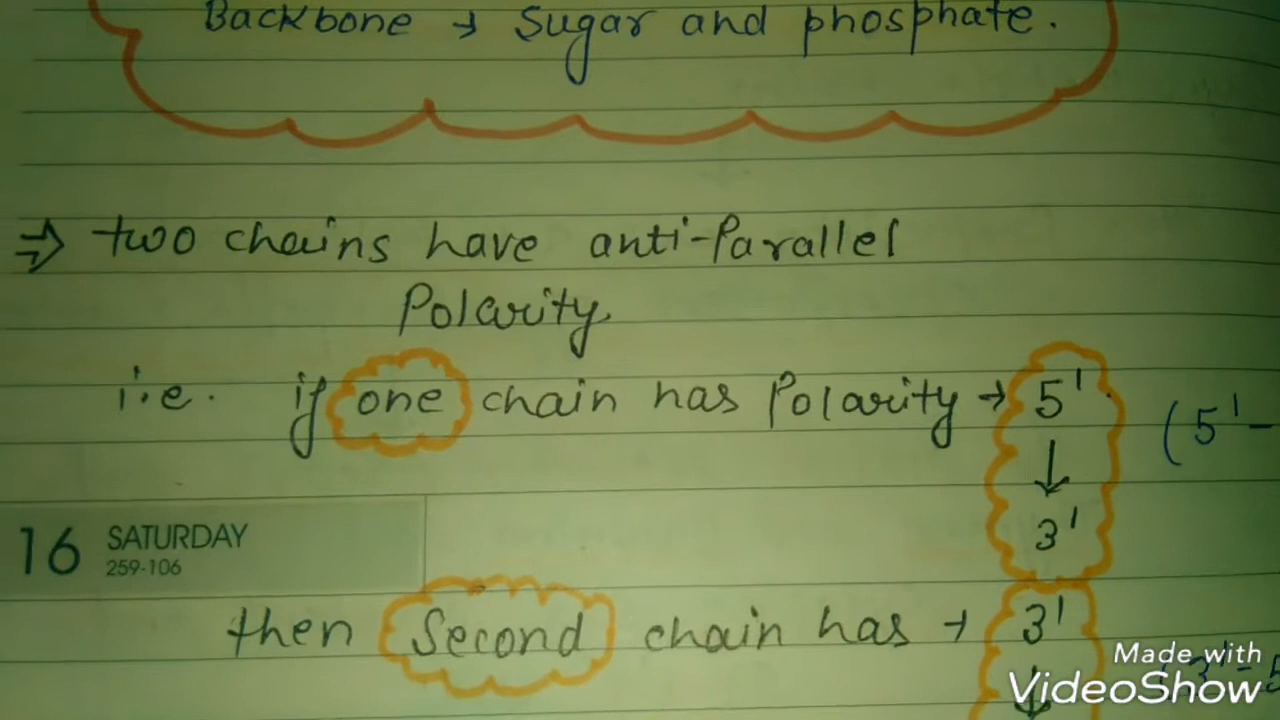 Backbone → Sugar and phosphate.
⇒ two chains have anti-Parallel
Polarity
i.e. if one chain has Polarity → 5' (5'-
↓
3'
16 SATURDAY
259-106
then Second chain has → 3'
↓
Made with
VideoShow